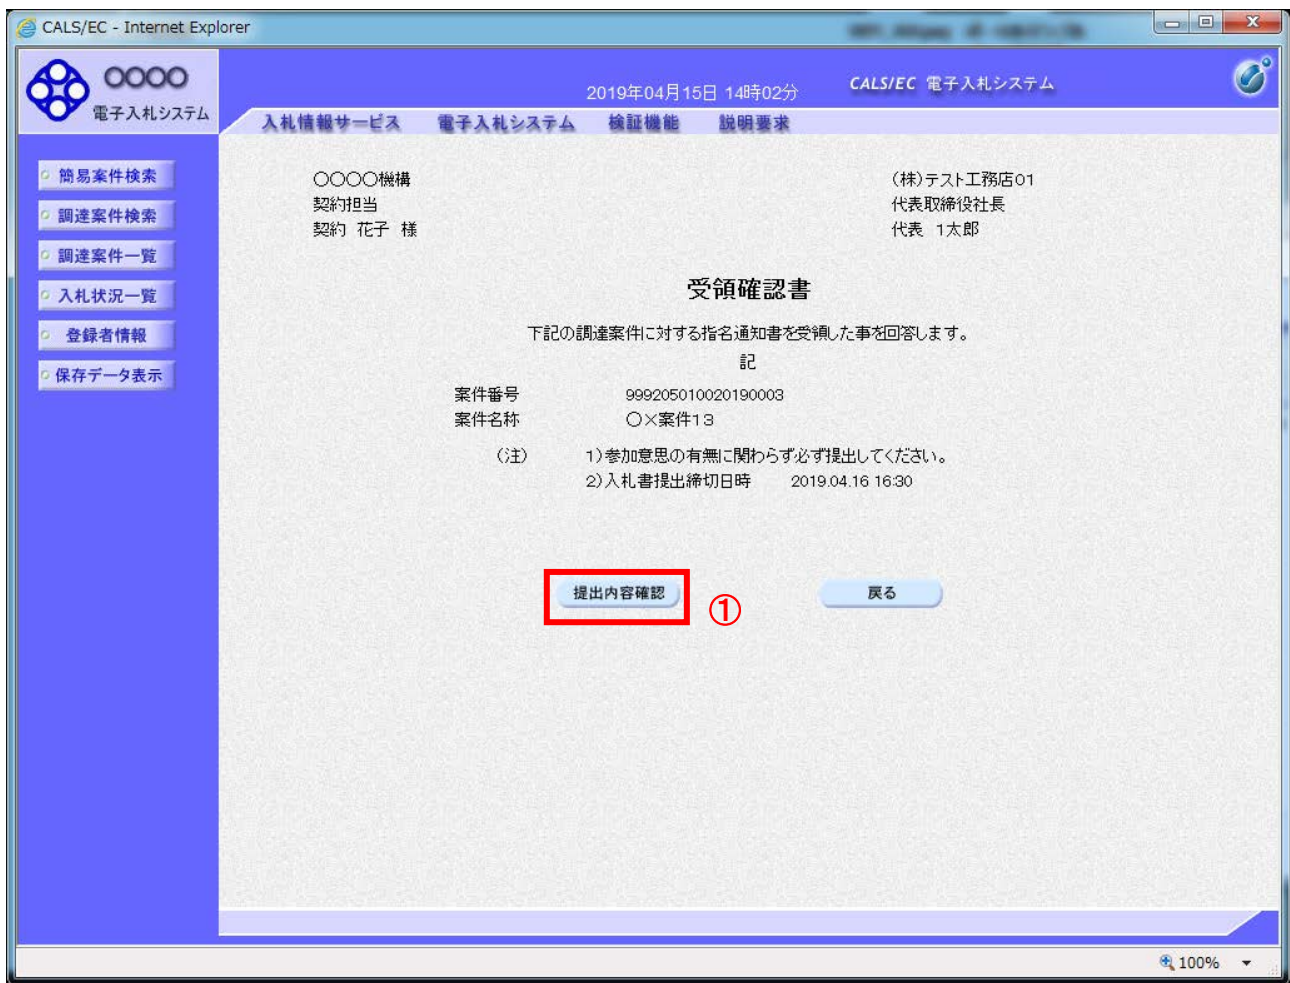 CALS/EC - Internet Explorer
〇〇〇〇
電子入札システム
2019年04月15日 14時02分
CALS/EC 電子入札システム
入札情報サービス 電子入札システム 検証機能 説明要求
簡易案件検索
調達案件検索
調達案件一覧
入札状況一覧
登録者情報
保存データ表示
〇〇〇〇機構
契約担当
契約 花子 様
(株)テスト工務店01
代表取締役社長
代表 1太郎
受領確認書
下記の調達案件に対する指名通知書を受領した事を回答します。
記
案件番号 999205010020190003
案件名称 〇×案件13
(注) 1)参加意思の有無に関わらず必ず提出してください。
2)入札書提出締切日時 2019.04.16 16:30
提出内容確認
①
戻る
100%